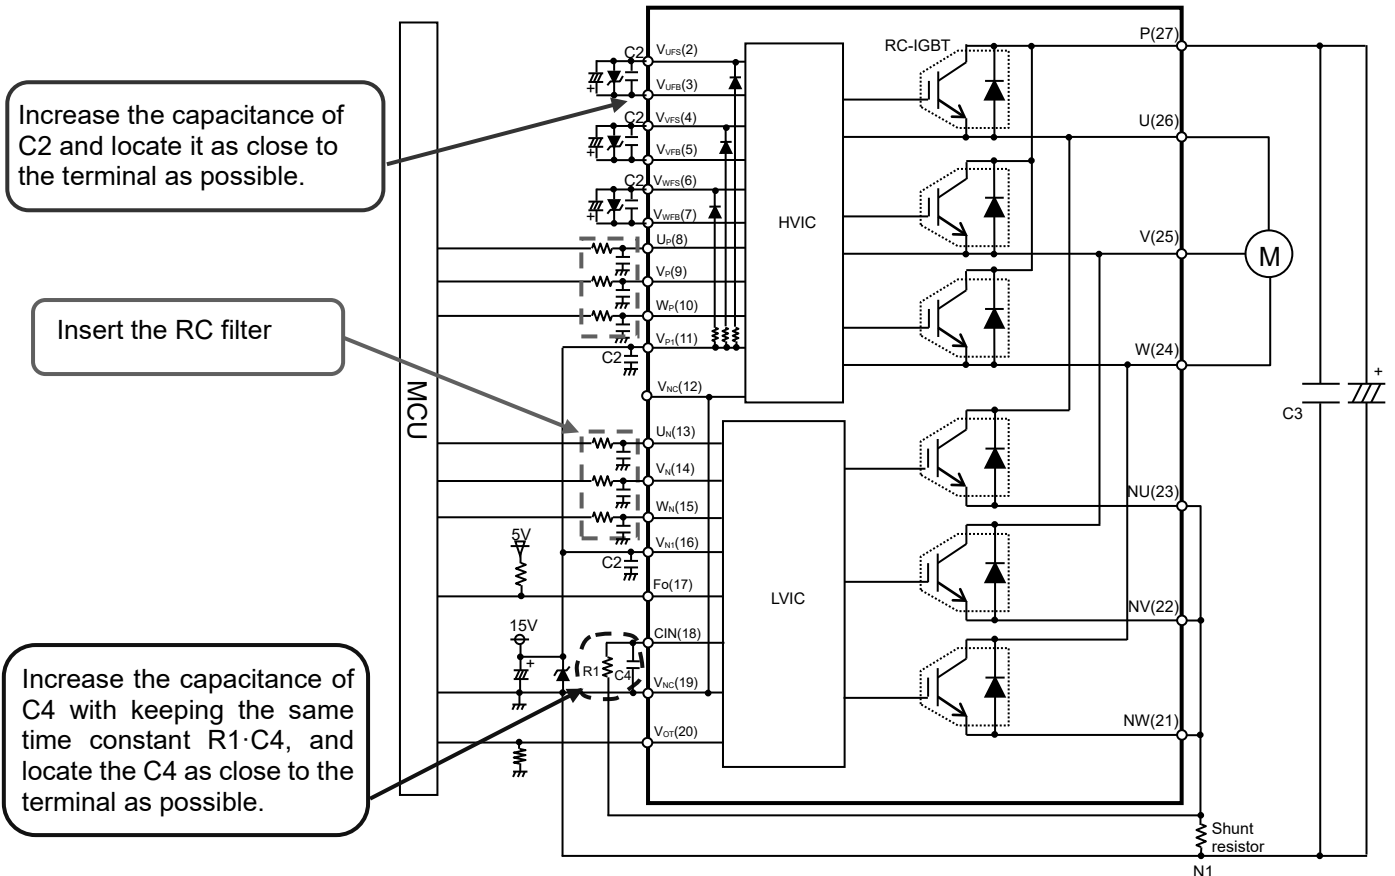 Increase the capacitance of
C2 and locate it as close to
the terminal as possible.
Insert the RC filter
Increase the capacitance of
C4 with keeping the same
time constant R1·C4, and
locate the C4 as close to the
terminal as possible.
MCU
C2
C2
C2
C2
C2
+
+
+
5V
15V
+
R1
C4
VUFS(2)
VUFB(3)
VVFS(4)
VVFB(5)
VWFS(6)
VWFB(7)
UP(8)
VP(9)
WP(10)
VP1(11)
VNC(12)
UN(13)
VN(14)
WN(15)
VN1(16)
Fo(17)
CIN(18)
VNC(19)
VOT(20)
HVIC
LVIC
RC-IGBT
P(27)
U(26)
V(25)
W(24)
NU(23)
NV(22)
NW(21)
M
C3
+
Shunt
resistor
N1